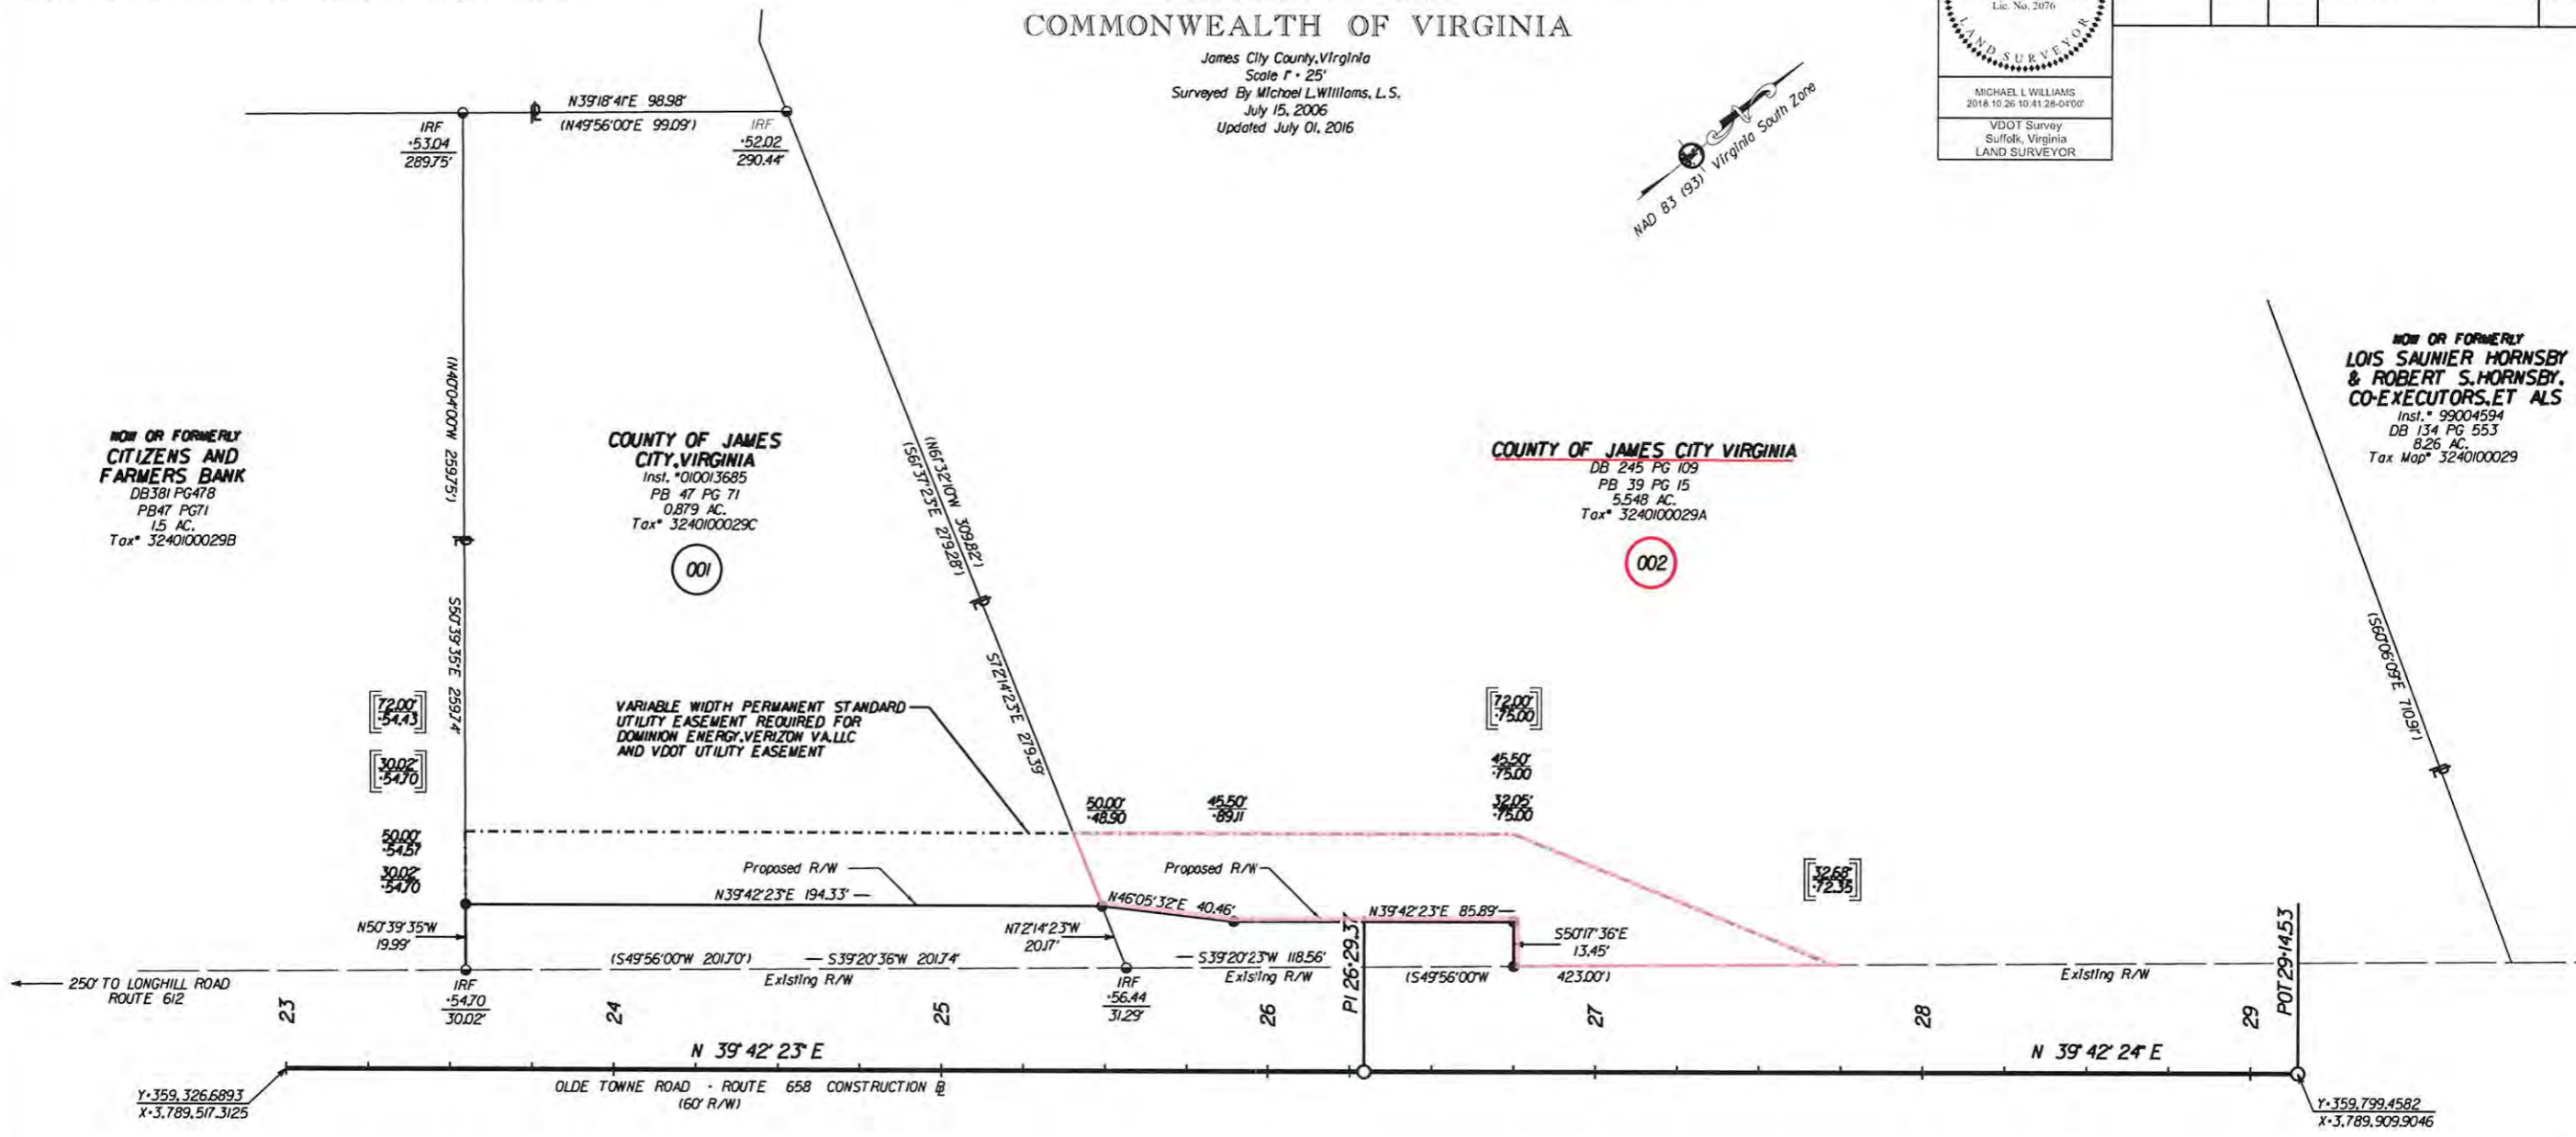 COMMONWEALTH OF VIRGINIA
James City County, Virginia
Scale 1" = 25'
Surveyed By Michael L. Williams, L.S.
July 15, 2006
Updated July 01, 2016
Lic. No. 2076
LAND SURVEYOR
MICHAEL L WILLIAMS
2018.10.26 10:41:28-04'00'
VDOT Survey
Suffolk, Virginia
LAND SURVEYOR
NAD 83 (93) Virginia South Zone
N39°18'41"E 98.98'
(N49°56'00"E 99.09')
IRF
+53.04
289.75'
IRF
+52.02
290.44'
(N40°04'00"W 259.75')
S50°39'35"E 259.74'
(N61°32'10"W 309.82')
(S61°37'23"E 279.28')
S72°14'23"E 279.39'
(S60°06'09"E 710.91')
NOW OR FORMERLY
CITIZENS AND
FARMERS BANK
DB381 PG478
PB47 PG71
1.5 AC.
Tax# 3240100029B
COUNTY OF JAMES
CITY, VIRGINIA
Inst. #010013685
PB 47 PG 71
0.879 AC.
Tax# 3240100029C
001
COUNTY OF JAMES CITY VIRGINIA
DB 245 PG 109
PB 39 PG 15
5.548 AC.
Tax# 3240100029A
002
NOW OR FORMERLY
LOIS SAUNIER HORNSBY
& ROBERT S. HORNSBY,
CO-EXECUTORS, ET ALS
Inst.# 99004594
DB 134 PG 553
8.26 AC.
Tax Map# 3240100029
VARIABLE WIDTH PERMANENT STANDARD
UTILITY EASEMENT REQUIRED FOR
DOMINION ENERGY, VERIZON VA. LLC
AND VDOT UTILITY EASEMENT
72.00'
+54.43
30.02'
+54.70
50.00'
+54.57
30.02'
+54.70
50.00'
+48.90
45.50'
+89.11
72.00'
+75.00
45.50'
+75.00
32.05'
+75.00
32.68'
+72.35
Proposed R/W
N39°42'23"E 194.33'
Proposed R/W
N46°05'32"E 40.46'
N39°42'23"E 85.89'
N50°39'35"W
19.99'
N72°14'23"W
20.17'
S50°17'36"E
13.45'
(S49°56'00"W 201.70')
S39°20'36"W 201.74'
Existing R/W
S39°20'23"W 118.56'
Existing R/W
(S49°56'00"W 423.00')
Existing R/W
250' TO LONGHILL ROAD
ROUTE 612
IRF
+54.70
30.02'
IRF
+56.44
31.29'
PI 26+29.31
POT 29+14.53
23
24
25
26
27
28
29
N 39° 42' 23" E
N 39° 42' 24" E
OLDE TOWNE ROAD - ROUTE 658 CONSTRUCTION BL
(60' R/W)
Y=359,326.6893
X=3,789,517.3125
Y=359,799.4582
X=3,789,909.9046